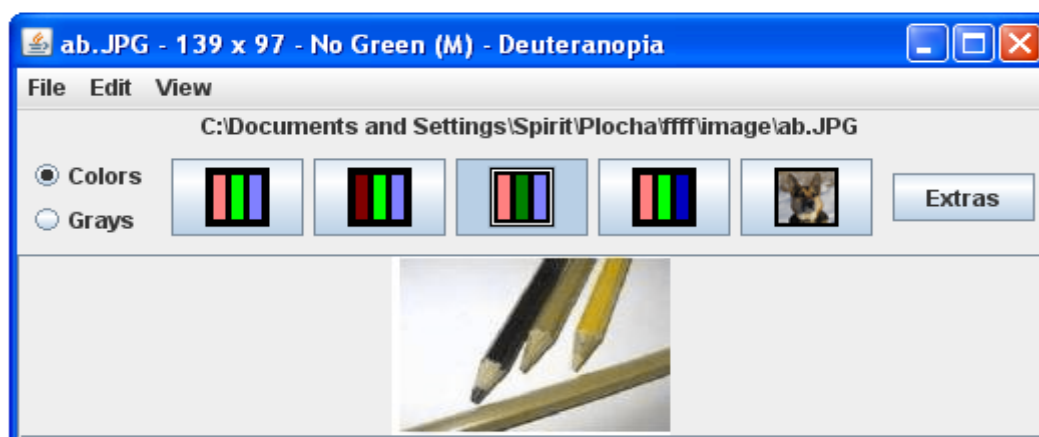 ab.JPG - 139 x 97 - No Green (M) - Deuteranopia
File Edit View
C:\Documents and Settings\Spirit\Plocha\ffff\image\ab.JPG
Colors
Grays
Extras